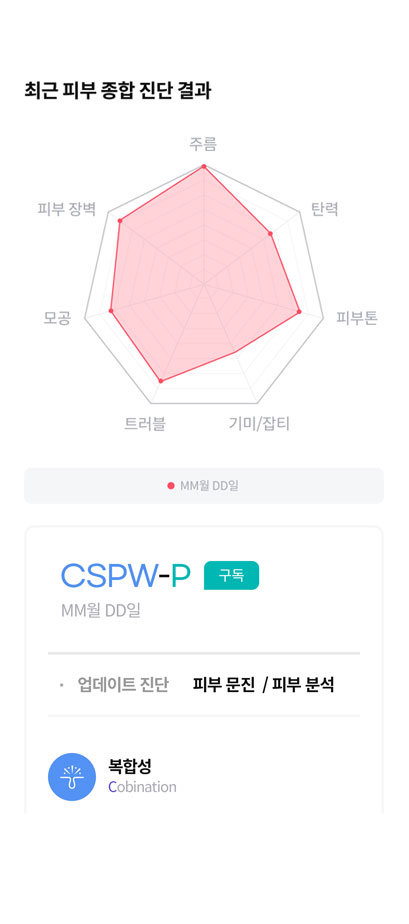 최근 피부 종합 진단 결과
주름
피부 장벽
탄력
모공
피부톤
트러블
기미/잡티
MM월 DD일
CSPW-P
구독
MM월 DD일
· 업데이트 진단 피부 문진 / 피부 분석
복합성
Cobination